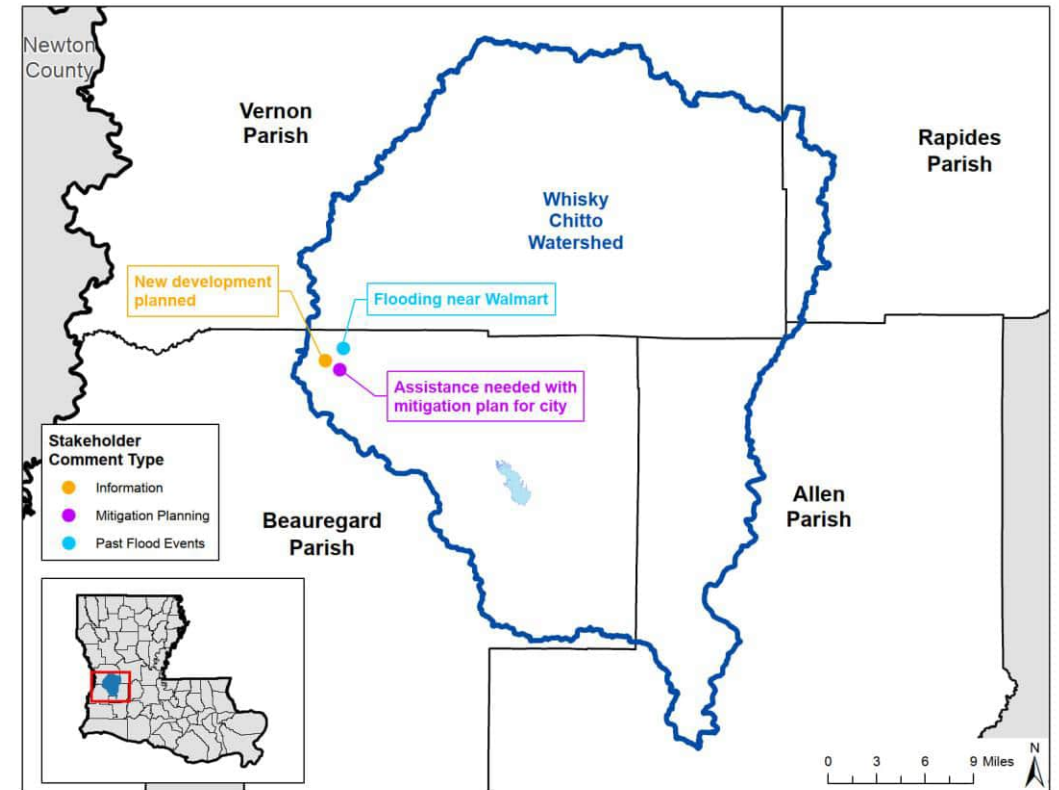 Newton
County
Vernon
Parish
Rapides
Parish
Whisky
Chitto
Watershed
New development
planned
Flooding near Walmart
Assistance needed with
mitigation plan for city
Stakeholder
Comment Type
Information
Mitigation Planning
Past Flood Events
Beauregard
Parish
Allen
Parish
0 3 6 9 Miles
N